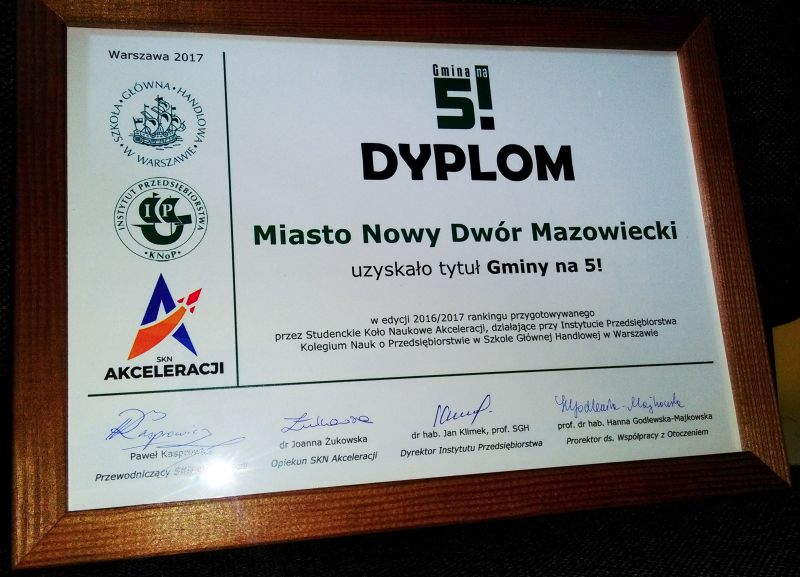 Warszawa 2017
SZKOŁA • GŁÓWNA • HANDLOWA
• W WARSZAWIE •
INSTYTUT PRZEDSIĘBIORSTWA
I P
• KNoP •
SKN
AKCELERACJI
Gmina na
5!
DYPLOM
Miasto Nowy Dwór Mazowiecki
uzyskało tytuł Gminy na 5!
w edycji 2016/2017 rankingu przygotowywanego
przez Studenckie Koło Naukowe Akceleracji, działające przy Instytucie Przedsiębiorstwa
Kolegium Nauk o Przedsiębiorstwie w Szkole Głównej Handlowej w Warszawie
Paweł
Przewodniczący
dr Joanna Żukowska
Opiekun SKN Akceleracji
dr hab. Jan Klimek, prof. SGH
Dyrektor Instytutu Przedsiębiorstwa
prof. dr hab. Hanna Godlewska-Majkowska
Prorektor ds. Współpracy z Otoczeniem